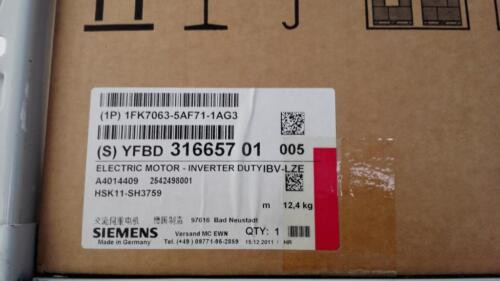 (1P) 1FK7063-5AF71-1AG3
(S) YFBD 316657 01 005
ELECTRIC MOTOR - INVERTER DUTY IBV-LZE
A4014409 2542498001
HSK11-SH3759
m 12,4 kg
交流伺服电机 德国制造 97616 Bad Neustadt
SIEMENS Versand MC EWN QTY: 1
Made in Germany Tel. (+49) 09771-95-2859 15.12.2011 / HR